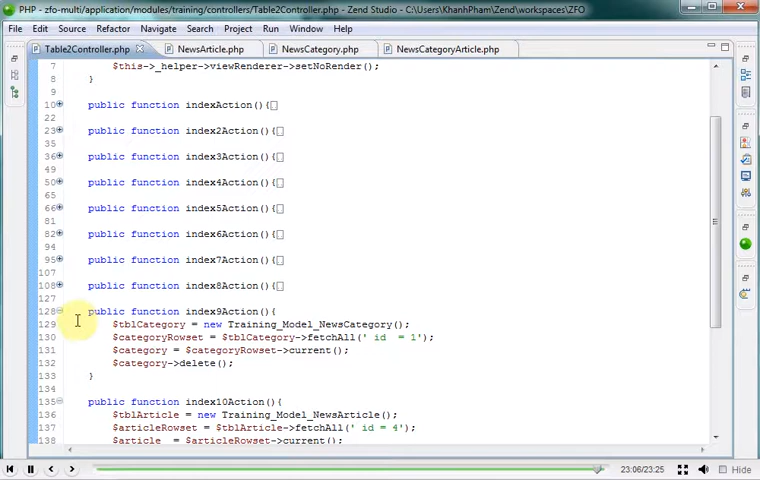 PHP - zfo-multi/application/modules/training/controllers/Table2Controller.php - Zend Studio - C:\Users\KhanhPham\Zend\workspaces\ZFO
File Edit Source Refactor Navigate Search Project Run Window Help
Table2Controller.php NewsArticle.php NewsCategory.php NewsCategoryArticle.php
7 $this->_helper->viewRenderer->setNoRender();
8 }
9
10 public function indexAction(){
22
23 public function index2Action(){
35
36 public function index3Action(){
49
50 public function index4Action(){
65
66 public function index5Action(){
81
82 public function index6Action(){
94
95 public function index7Action(){
107
108 public function index8Action(){
127
128 public function index9Action(){
129 $tblCategory = new Training_Model_NewsCategory();
130 $categoryRowset = $tblCategory->fetchAll(' id  = 1');
131 $category = $categoryRowset->current();
132 $category->delete();
133 }
134
135 public function index10Action(){
136 $tblArticle = new Training_Model_NewsArticle();
137 $articleRowset = $tblArticle->fetchAll(' id = 4');
138 $article  = $articleRowset->current();
23:06/23:25 Hide